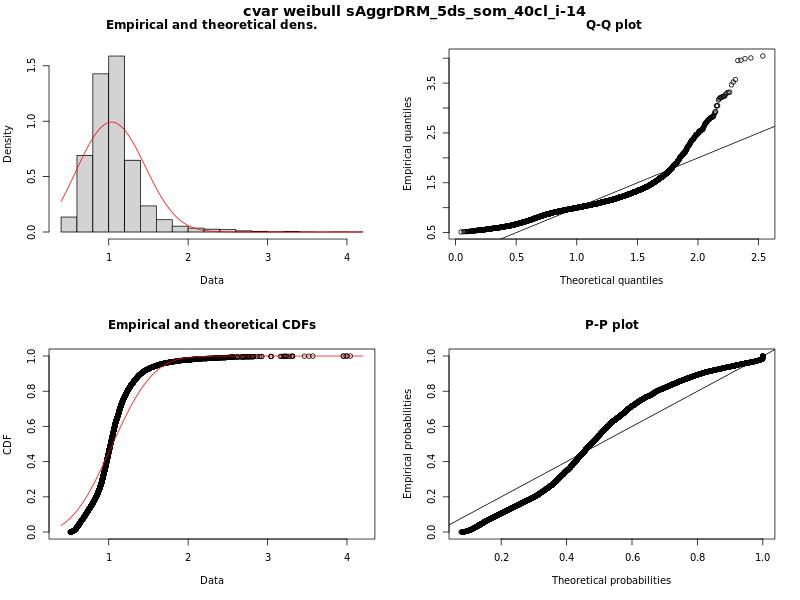 cvar weibull sAggrDRM_5ds_som_40cl_i-14
Empirical and theoretical dens.
Density
0.0 0.5 1.0 1.5
1 2 3 4
Data
Q-Q plot
Empirical quantiles
0.5 1.5 2.5 3.5
0.0 0.5 1.0 1.5 2.0 2.5
Theoretical quantiles
Empirical and theoretical CDFs
CDF
0.0 0.2 0.4 0.6 0.8 1.0
1 2 3 4
Data
P-P plot
Empirical probabilities
0.0 0.2 0.4 0.6 0.8 1.0
0.2 0.4 0.6 0.8 1.0
Theoretical probabilities